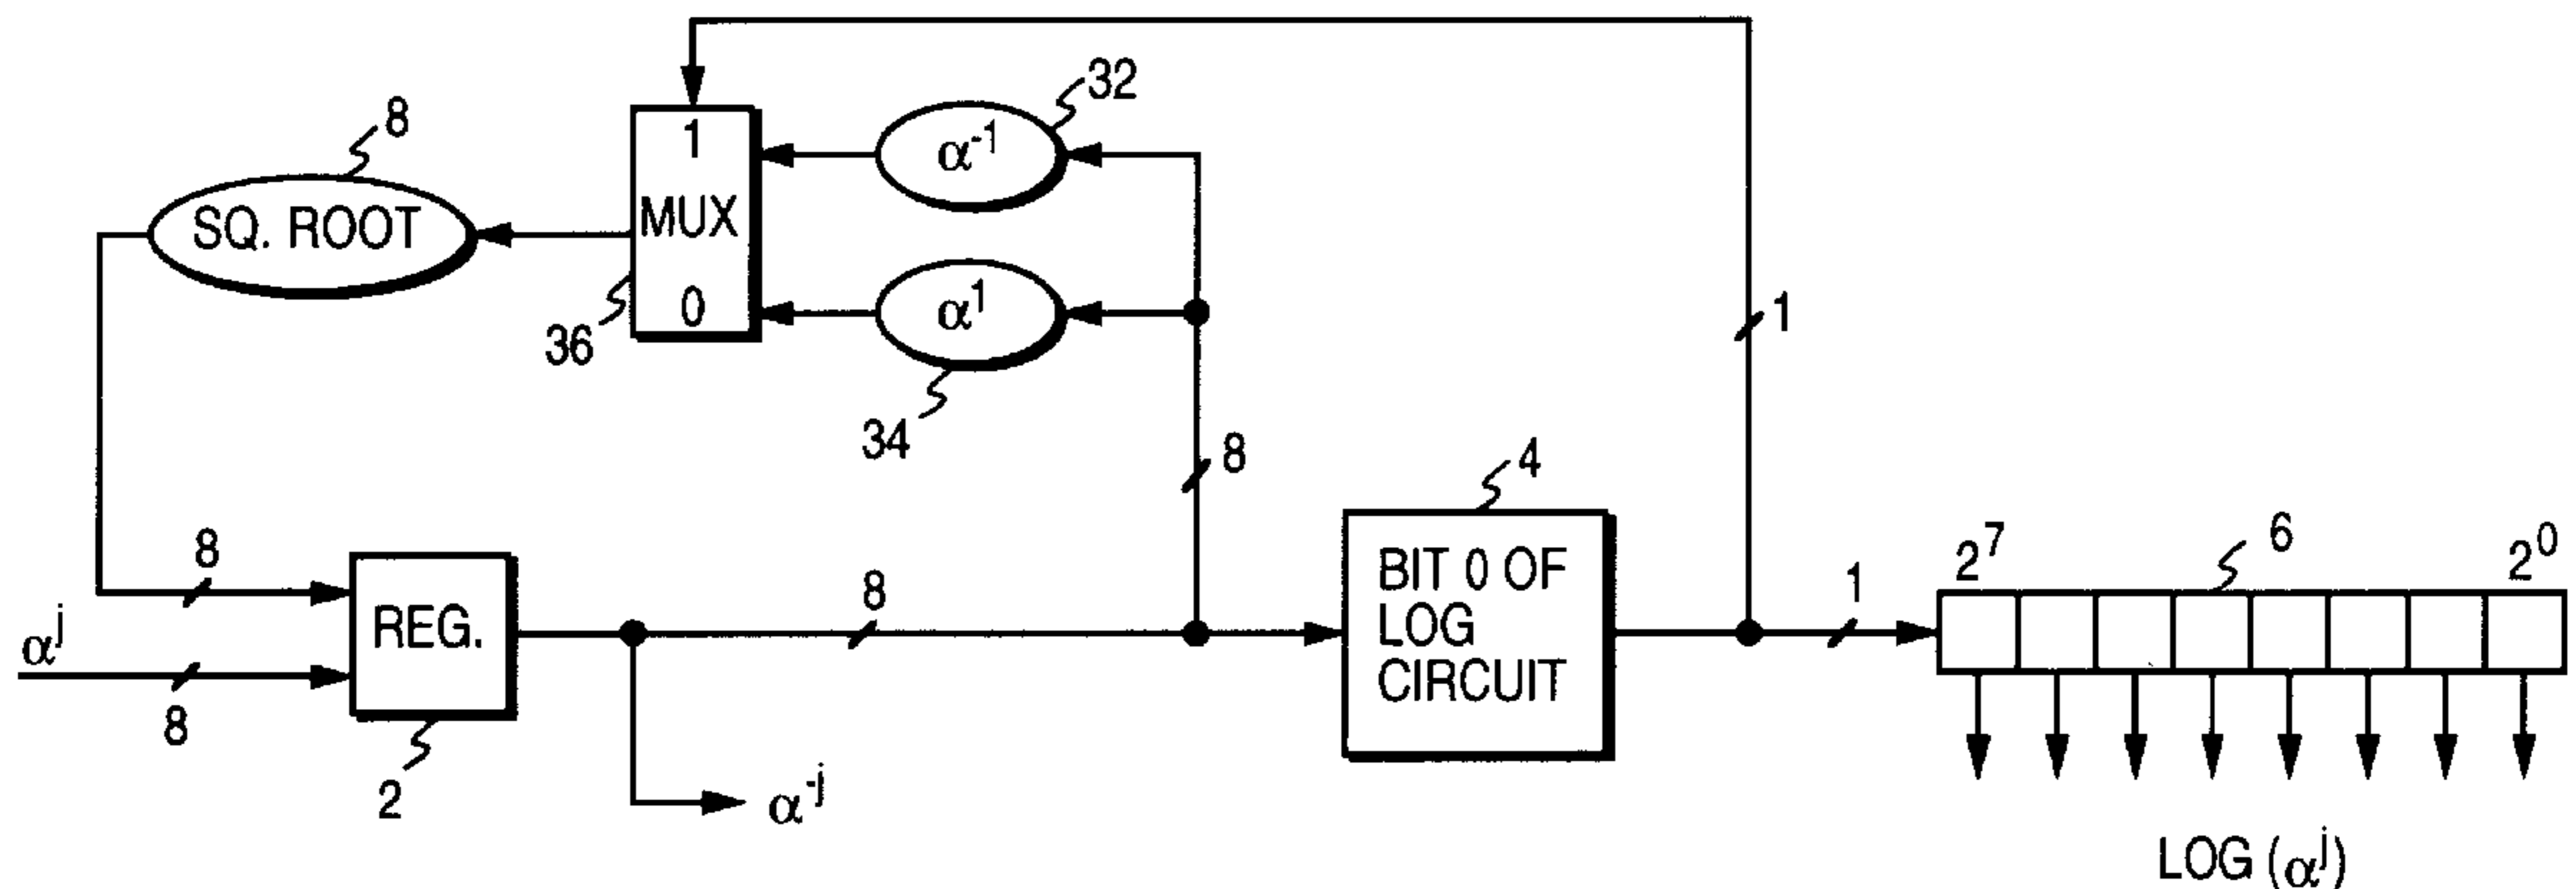 32
8
α⁻¹
1
SQ. ROOT
MUX
α¹
0
36
1
34
8
4
8
8
BIT 0 OF
LOG
CIRCUIT
1
2⁷
6
2⁰
REG.
αʲ
8
2
α⁻ʲ
LOG (αʲ)